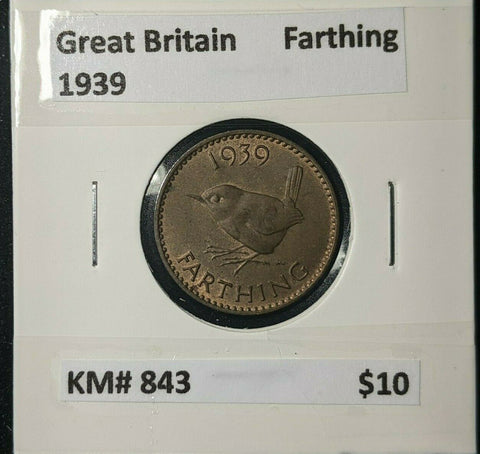 Great Britain Farthing
1939
1939
FARTHING
KM# 843 $10